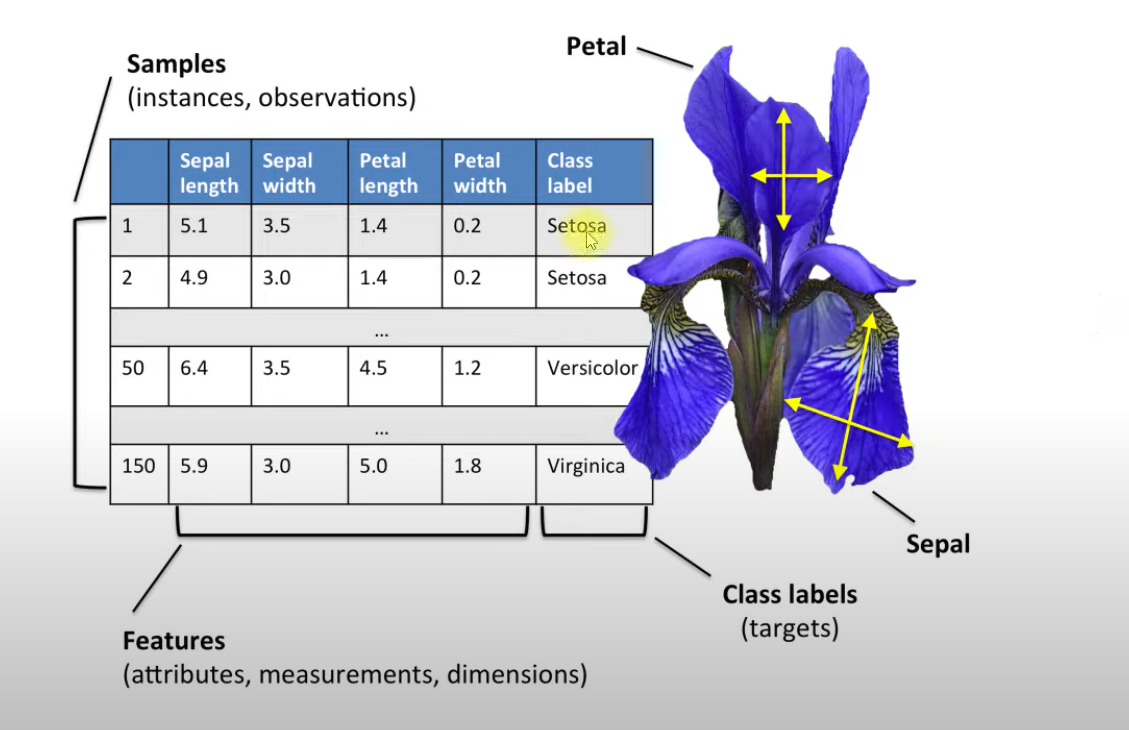 Samples
(instances, observations)
Petal
Sepal length Sepal width Petal length Petal width Class label
1 5.1 3.5 1.4 0.2 Setosa
2 4.9 3.0 1.4 0.2 Setosa
...
50 6.4 3.5 4.5 1.2 Versicolor
...
150 5.9 3.0 5.0 1.8 Virginica
Sepal
Class labels
(targets)
Features
(attributes, measurements, dimensions)